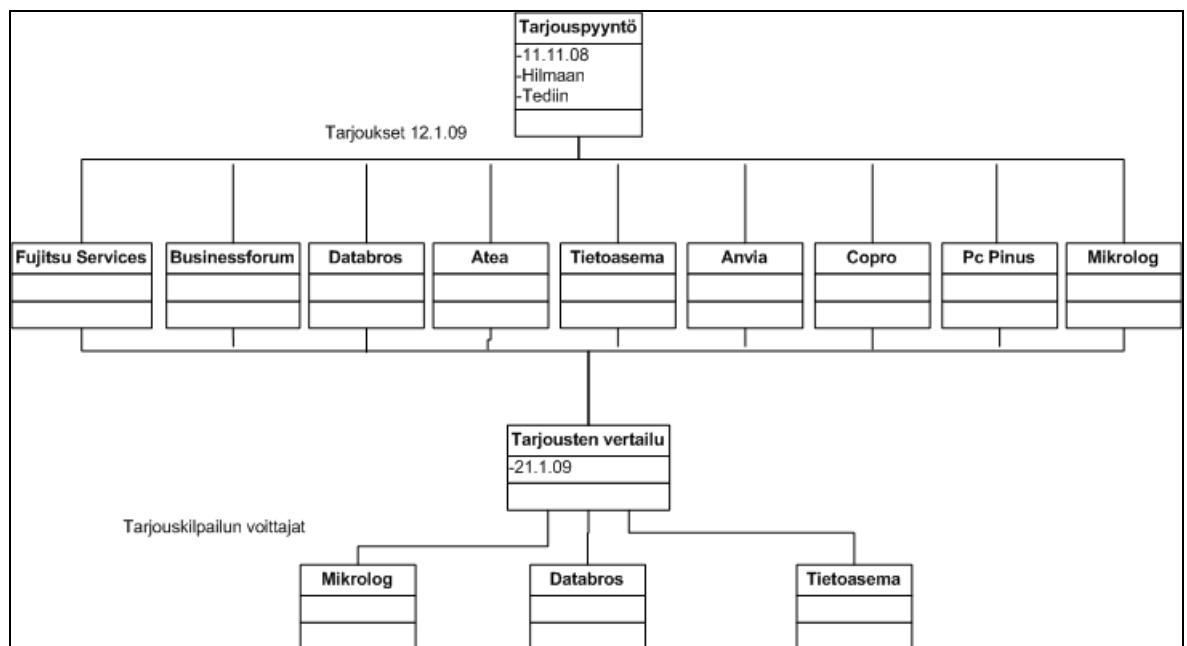 Tarjouspyyntö
-11.11.08
-Hilmaan
-Tediin
Tarjoukset 12.1.09
Fujitsu Services
Businessforum
Databros
Atea
Tietoasema
Anvia
Copro
Pc Pinus
Mikrolog
Tarjousten vertailu
-21.1.09
Tarjouskilpailun voittajat
Mikrolog
Databros
Tietoasema